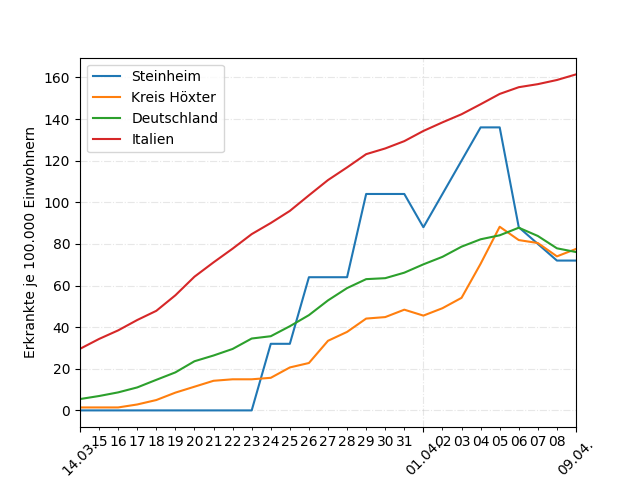 160
140
120
100
80
60
40
20
0
Erkrankte je 100.000 Einwohnern
Steinheim
Kreis Höxter
Deutschland
Italien
14.03. 15 16 17 18 19 20 21 22 23 24 25 26 27 28 29 30 31 01.04. 02 03 04 05 06 07 08 09.04.